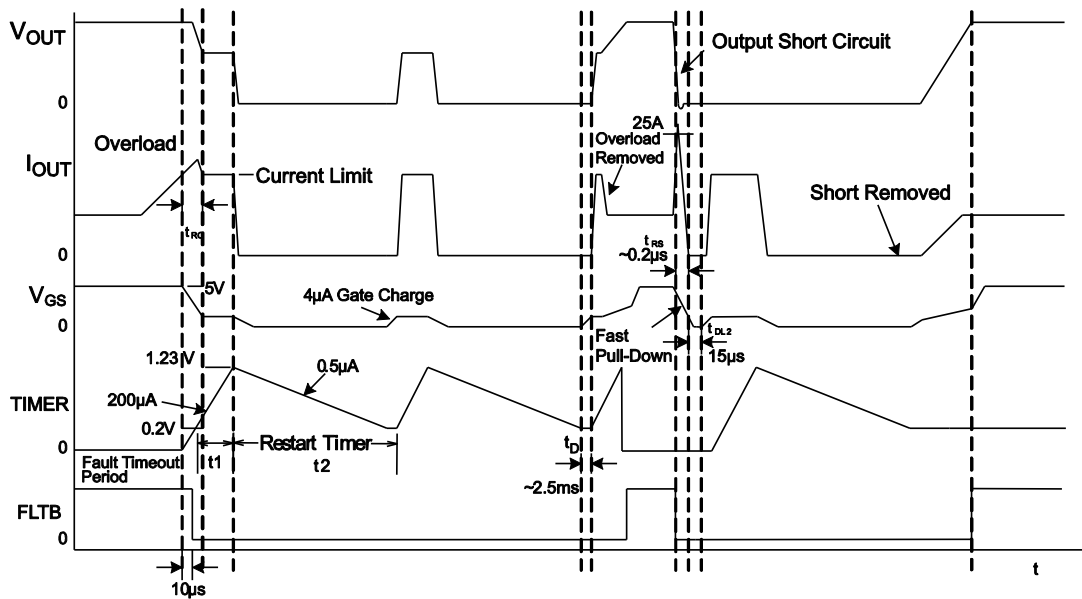 VOUT
0
Output Short Circuit
Overload
IOUT
Current Limit
0
25A
Overload
Removed
Short Removed
tRC
tRS
~0.2µs
VGS
5V
0
4µA Gate Charge
Fast
Pull-Down
tDL2
15µs
TIMER
1.23V
200µA
0.5µA
0.2V
0
Fault Timeout
Period
t1
Restart Timer
t2
tD
~2.5ms
FLTB
0
10µs
t